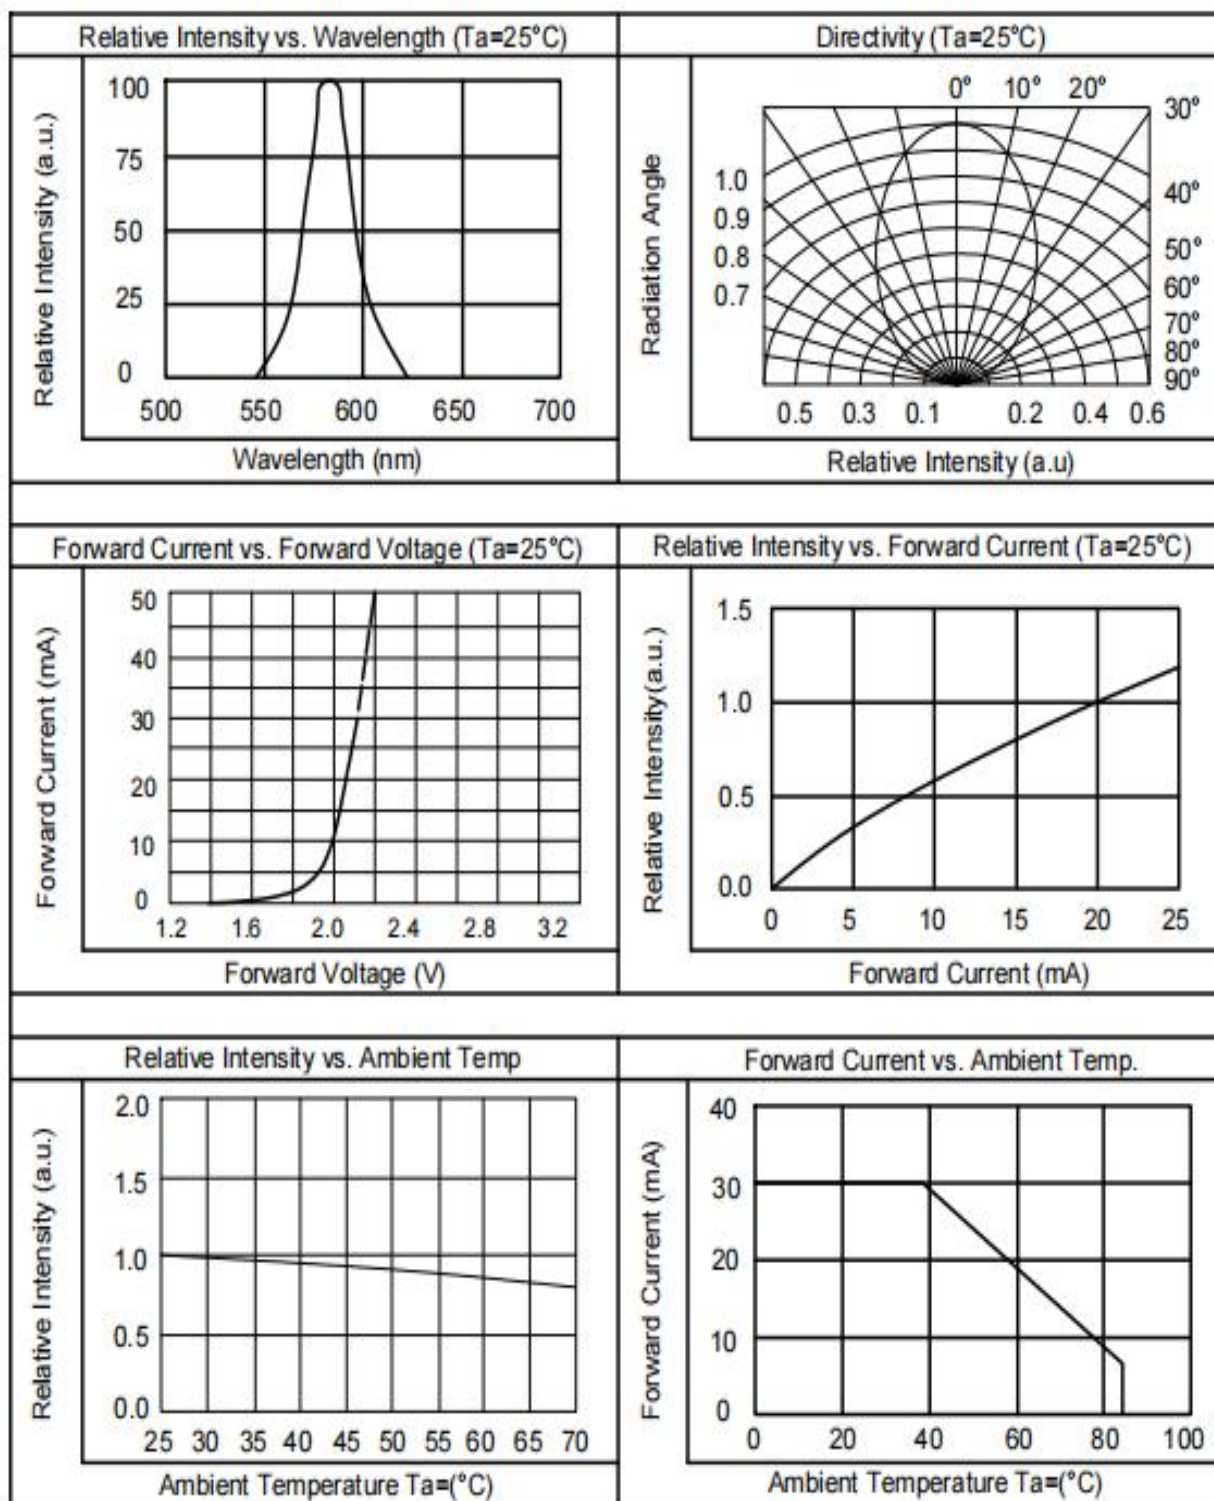 Relative Intensity vs. Wavelength (Ta=25°C)
Relative Intensity (a.u.)
100
75
50
25
0
500 550 600 650 700
Wavelength (nm)
Directivity (Ta=25°C)
Radiation Angle
0° 10° 20° 30°
40°
50°
60°
70°
80°
90°
1.0
0.9
0.8
0.7
0.5 0.3 0.1 0.2 0.4 0.6
Relative Intensity (a.u)
Forward Current vs. Forward Voltage (Ta=25°C)
Forward Current (mA)
50
40
30
20
10
0
1.2 1.6 2.0 2.4 2.8 3.2
Forward Voltage (V)
Relative Intensity vs. Forward Current (Ta=25°C)
Relative Intensity(a.u.)
1.5
1.0
0.5
0.0
0 5 10 15 20 25
Forward Current (mA)
Relative Intensity vs. Ambient Temp
Relative Intensity (a.u.)
2.0
1.5
1.0
0.5
0.0
25 30 35 40 45 50 55 60 65 70
Ambient Temperature Ta=(°C)
Forward Current vs. Ambient Temp.
Forward Current (mA)
40
30
20
10
0
0 20 40 60 80 100
Ambient Temperature Ta=(°C)